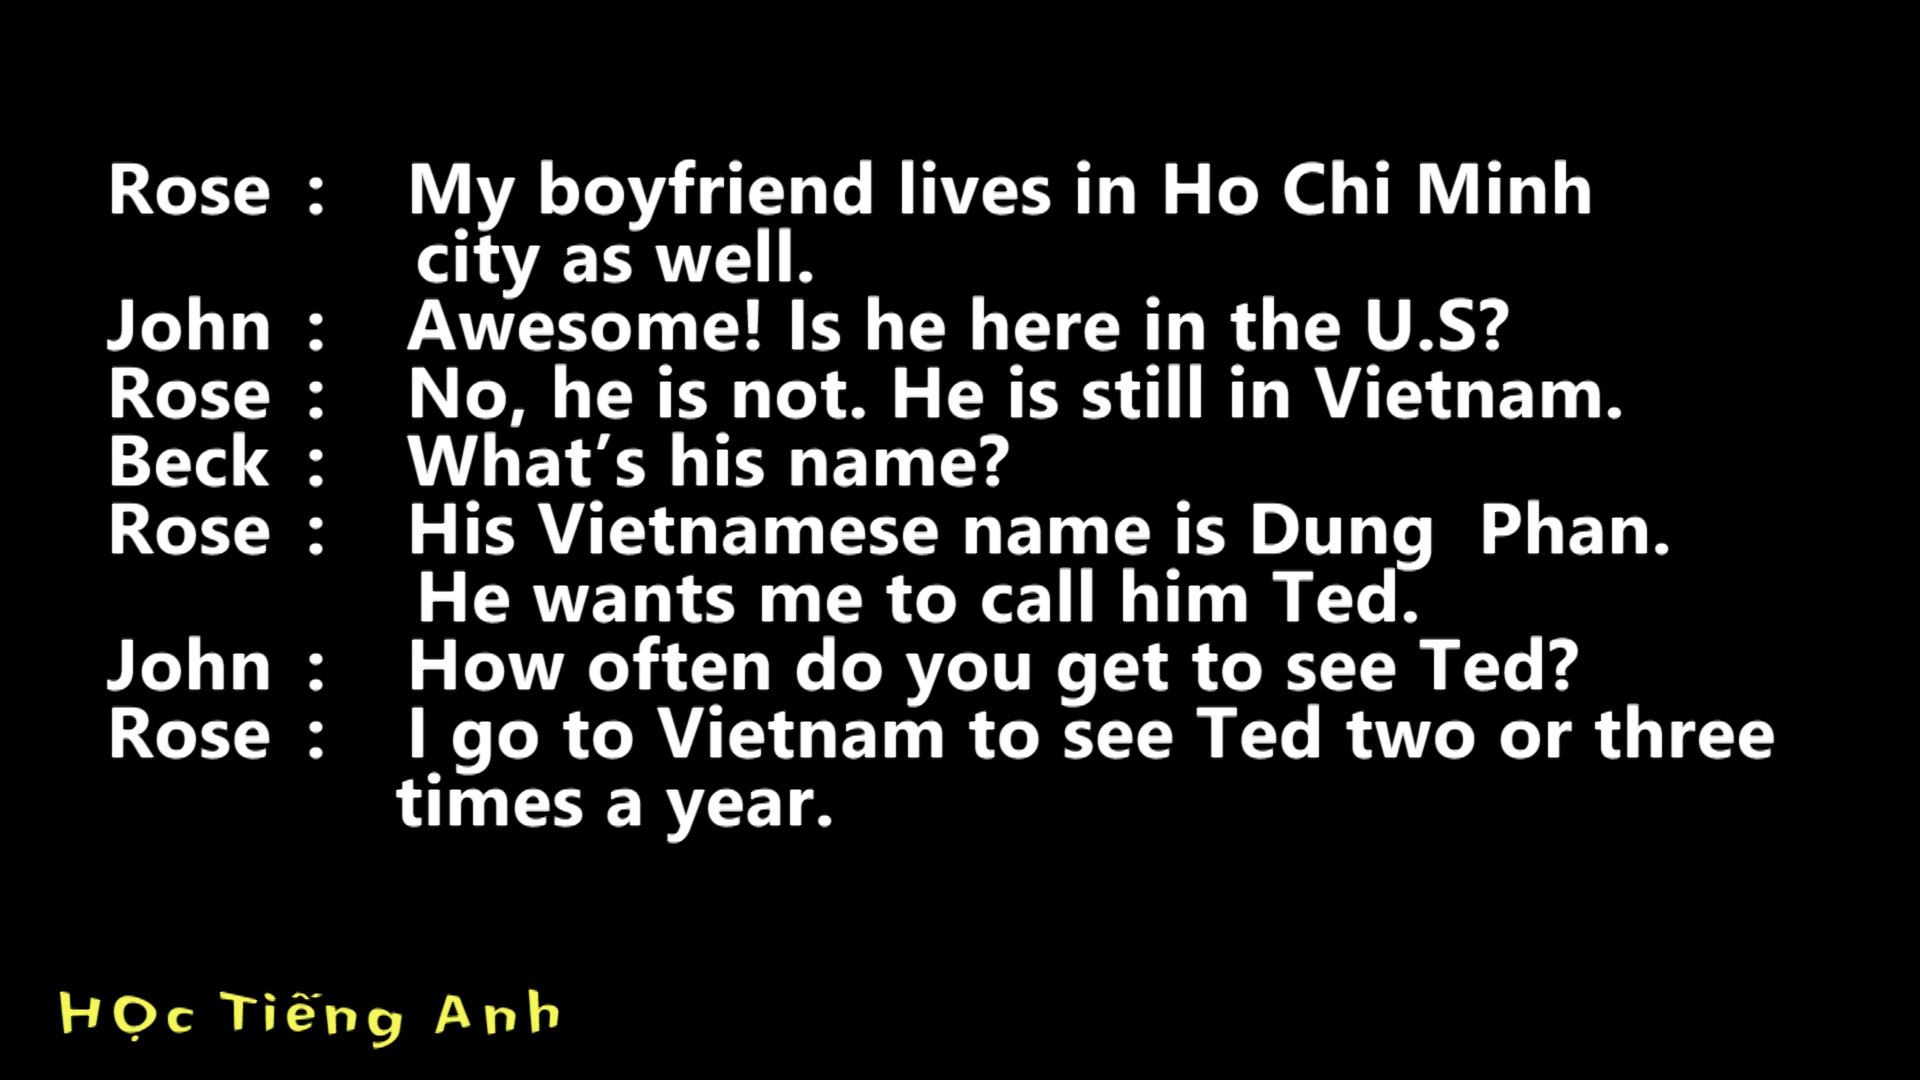 Rose : My boyfriend lives in Ho Chi Minh
city as well.
John : Awesome! Is he here in the U.S?
Rose : No, he is not. He is still in Vietnam.
Beck : What’s his name?
Rose : His Vietnamese name is Dung Phan.
He wants me to call him Ted.
John : How often do you get to see Ted?
Rose : I go to Vietnam to see Ted two or three
times a year.
HỌc Tiếng Anh